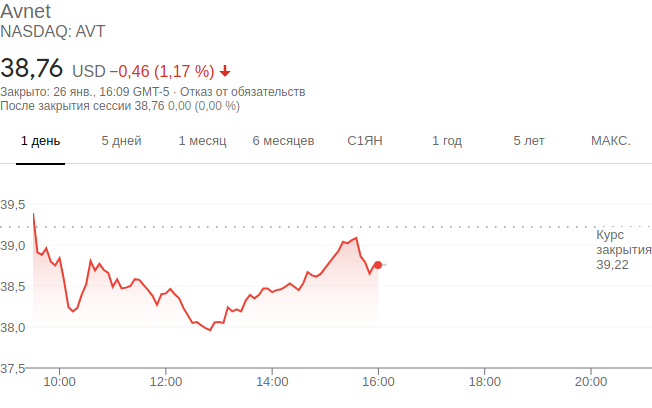 Avnet
NASDAQ: AVT
38,76 USD −0,46 (1,17 %)
Закрыто: 26 янв., 16:09 GMT-5 · Отказ от обязательств
После закрытия сессии 38,76 0,00 (0,00 %)
1 день 5 дней 1 месяц 6 месяцев С1ЯН 1 год 5 лет МАКС.
39,5
39,0
38,5
38,0
37,5
Курс
закрытия
39,22
10:00 12:00 14:00 16:00 18:00 20:00